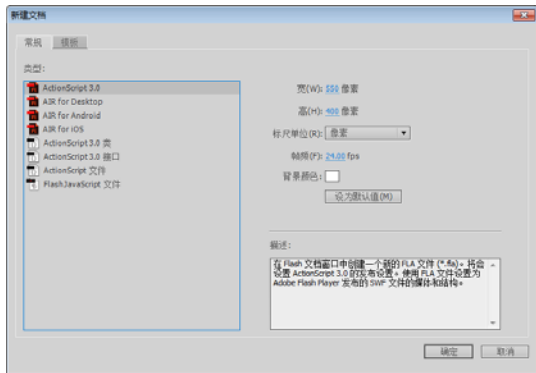 新建文档
常规 模板
类型:
ActionScript 3.0
AIR for Desktop
AIR for Android
AIR for iOS
ActionScript 3.0 类
ActionScript 3.0 接口
ActionScript 文件
FlashJavaScript 文件
宽(W): 550 像素
高(H): 400 像素
标尺单位(R): 像素
帧频(F): 24.00 fps
背景颜色:
设为默认值(M)
描述:
在 Flash 文档窗口中创建一个新的 FLA 文件 (*.fla)。将会
设置 ActionScript 3.0 的发布设置。使用 FLA 文件设置为
Adobe Flash Player 发布的 SWF 文件的媒体和结构。
确定 取消